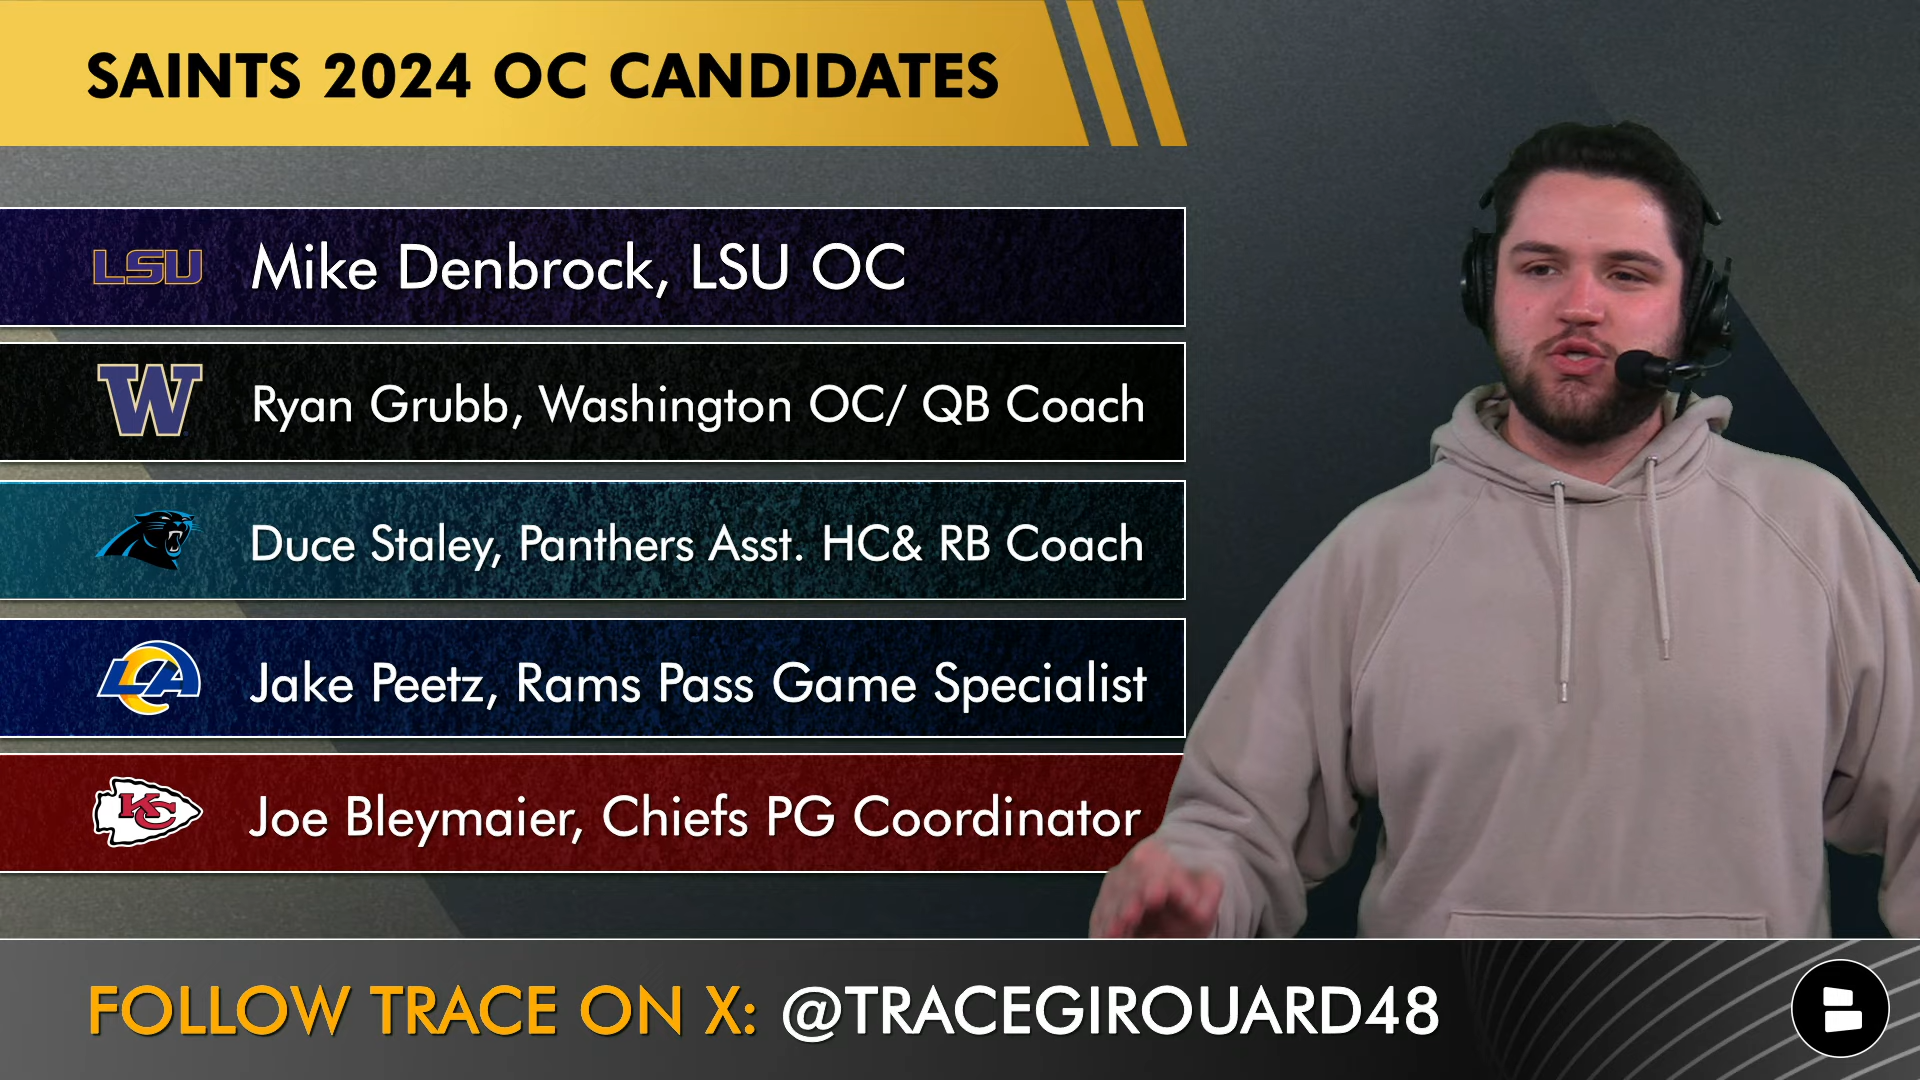 SAINTS 2024 OC CANDIDATES
LSU Mike Denbrock, LSU OC
W Ryan Grubb, Washington OC/ QB Coach
Duce Staley, Panthers Asst. HC& RB Coach
LA Jake Peetz, Rams Pass Game Specialist
KC Joe Bleymaier, Chiefs PG Coordinator
FOLLOW TRACE ON X: @TRACEGIROUARD48